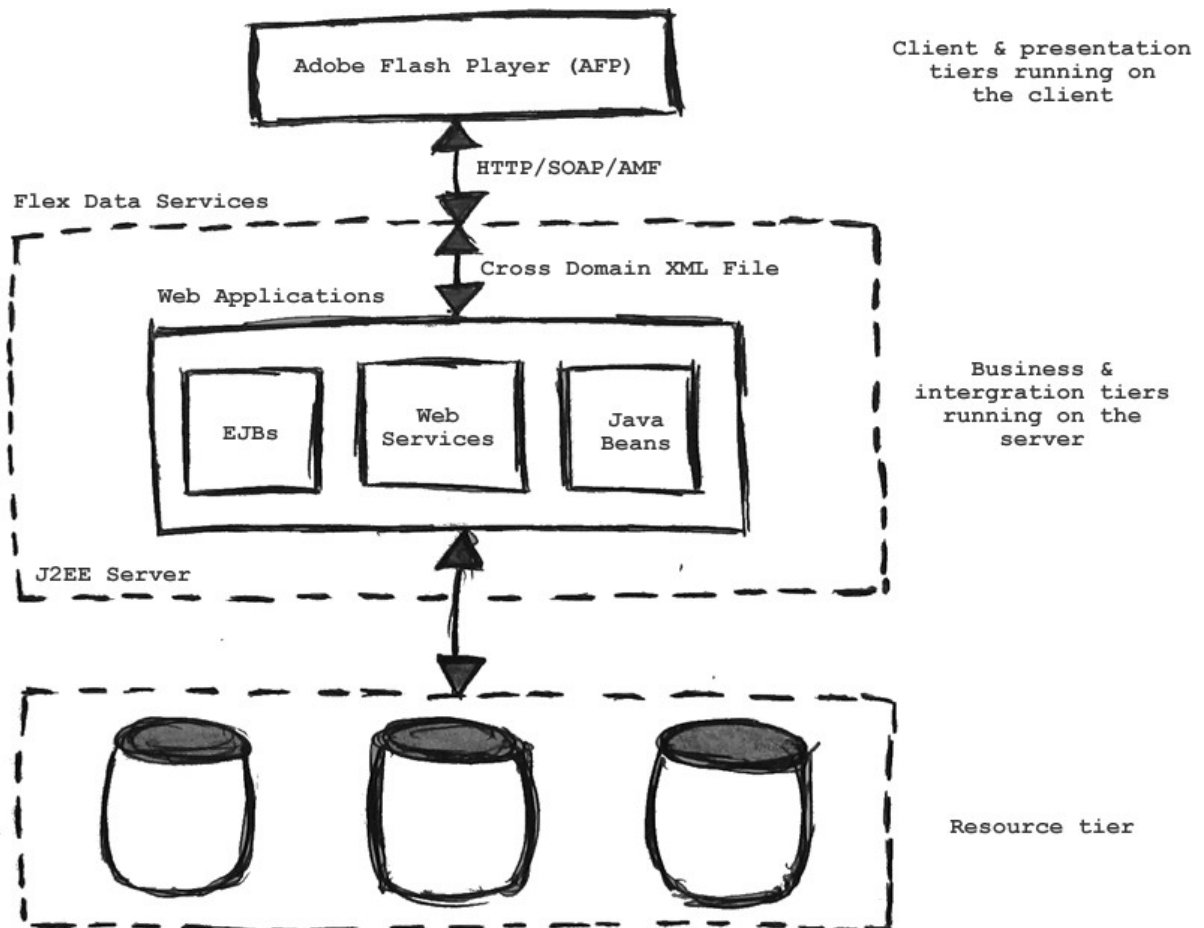 Adobe Flash Player (AFP)
Client & presentation
tiers running on
the client
HTTP/SOAP/AMF
Flex Data Services
Cross Domain XML File
Web Applications
EJBs
Web
Services
Java
Beans
Business &
intergration tiers
running on the
server
J2EE Server
Resource tier